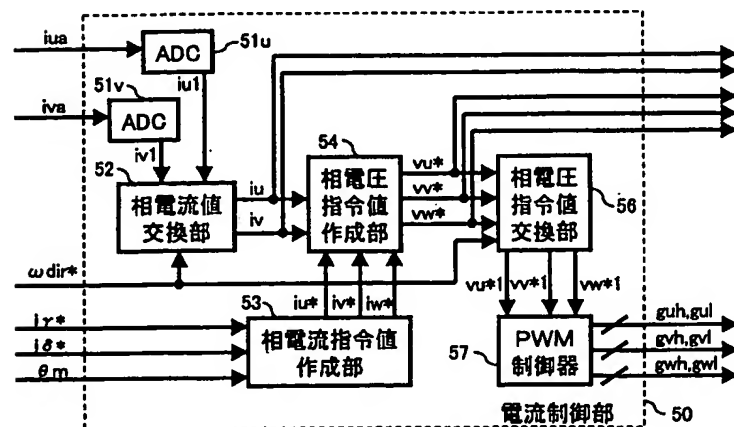 iua
ADC
51u
iva
51v
ADC
iu1
iv1
52
相電流値
交換部
iu
iv
54
相電圧
指令値
作成部
vu*
vv*
vw*
相電圧
指令値
交換部
56
ωdir*
iu*
iv*
iw*
vu*1
vv*1
vw*1
iγ*
iδ*
θm
53
相電流指令値
作成部
57
PWM
制御器
guh,gul
gvh,gvl
gwh,gwl
電流制御部
50